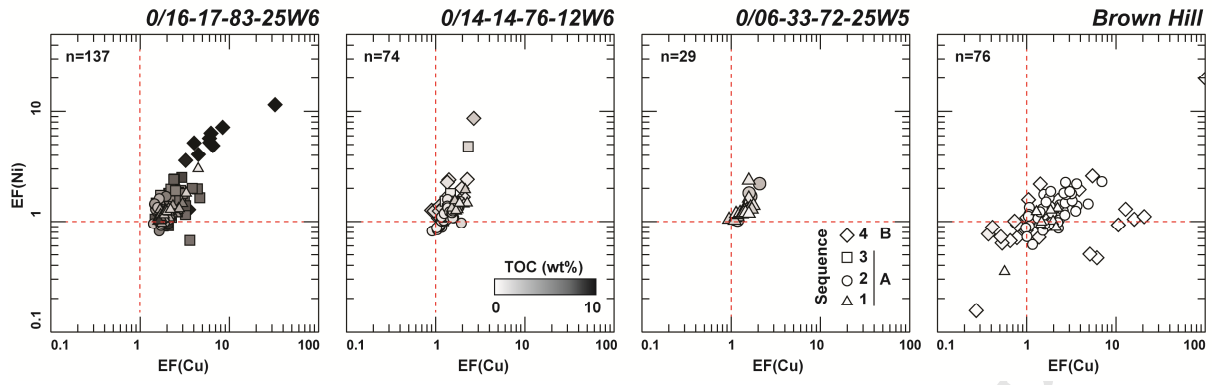 0/16-17-83-25W6
0/14-14-76-12W6
0/06-33-72-25W5
Brown Hill
n=137
n=74
n=29
n=76
EF(Ni)
10
1
0.1
TOC (wt%)
0 10
Sequence
4 B
3
2 A
1
0.1 1 10 100
0.1 1 10 100
0.1 1 10 100
0.1 1 10 100
EF(Cu)
EF(Cu)
EF(Cu)
EF(Cu)